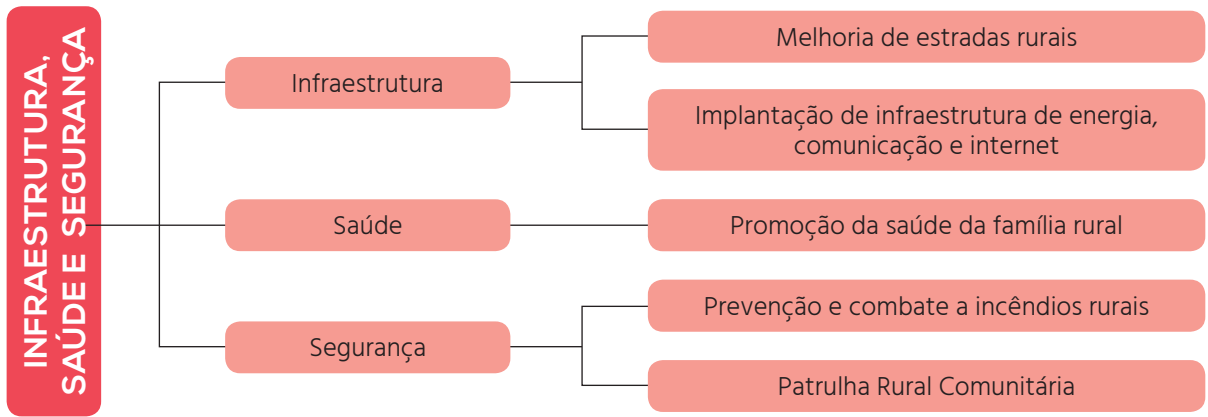 INFRAESTRUTURA,
SAÚDE E SEGURANÇA
Infraestrutura
Melhoria de estradas rurais
Implantação de infraestrutura de energia,
comunicação e internet
Saúde
Promoção da saúde da família rural
Segurança
Prevenção e combate a incêndios rurais
Patrulha Rural Comunitária